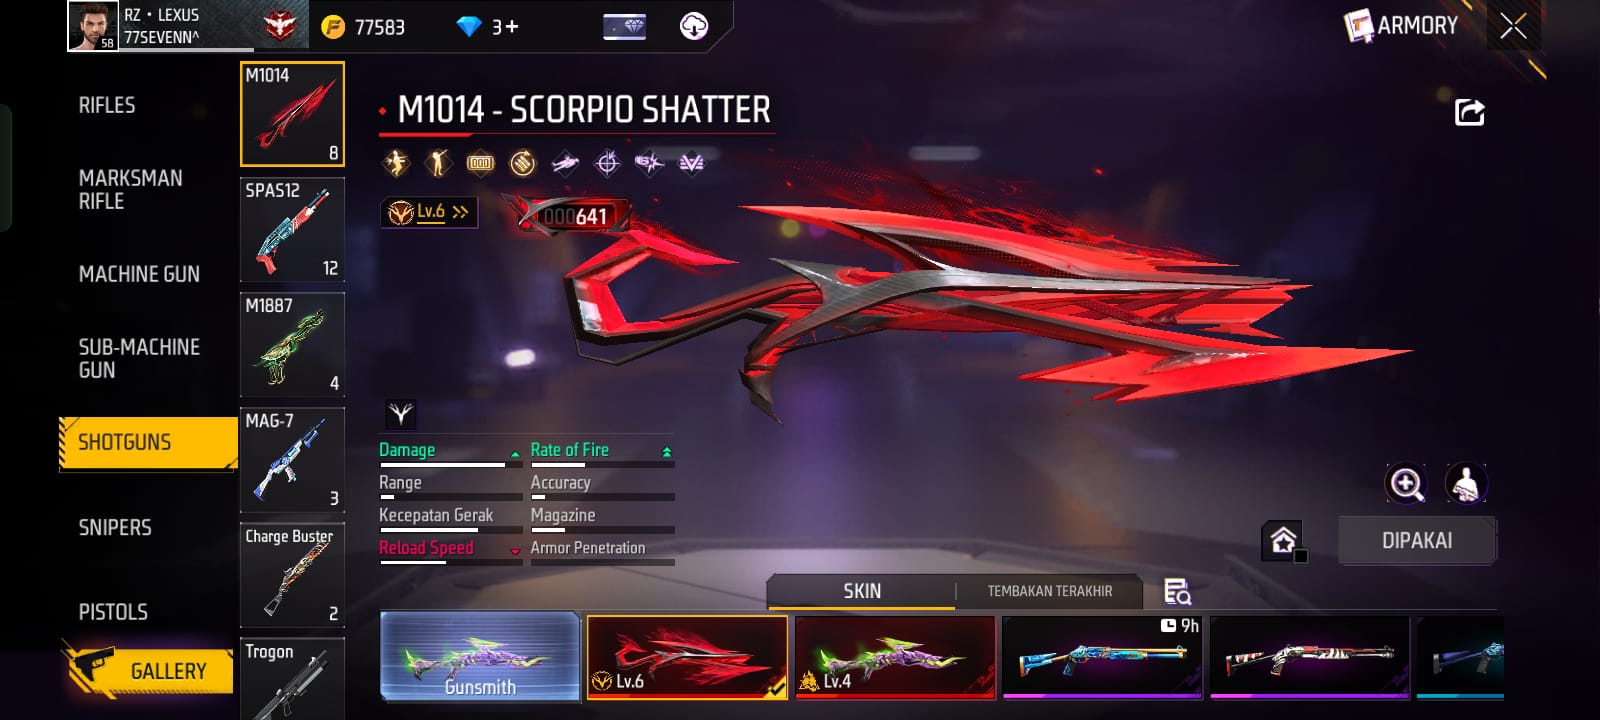 RZ • LEXUS
77SEVENN^
58
77583
3+
ARMORY
RIFLES
MARKSMAN
RIFLE
MACHINE GUN
SUB-MACHINE
GUN
SHOTGUNS
SNIPERS
PISTOLS
GALLERY
M1014
8
SPAS12
12
M1887
4
MAG-7
3
Charge Buster
2
Trogon
M1014 - SCORPIO SHATTER
Lv.6
000641
Damage
Rate of Fire
Range
Accuracy
Kecepatan Gerak
Magazine
Reload Speed
Armor Penetration
DIPAKAI
SKIN
TEMBAKAN TERAKHIR
Gunsmith
Lv.6
Lv.4
9h